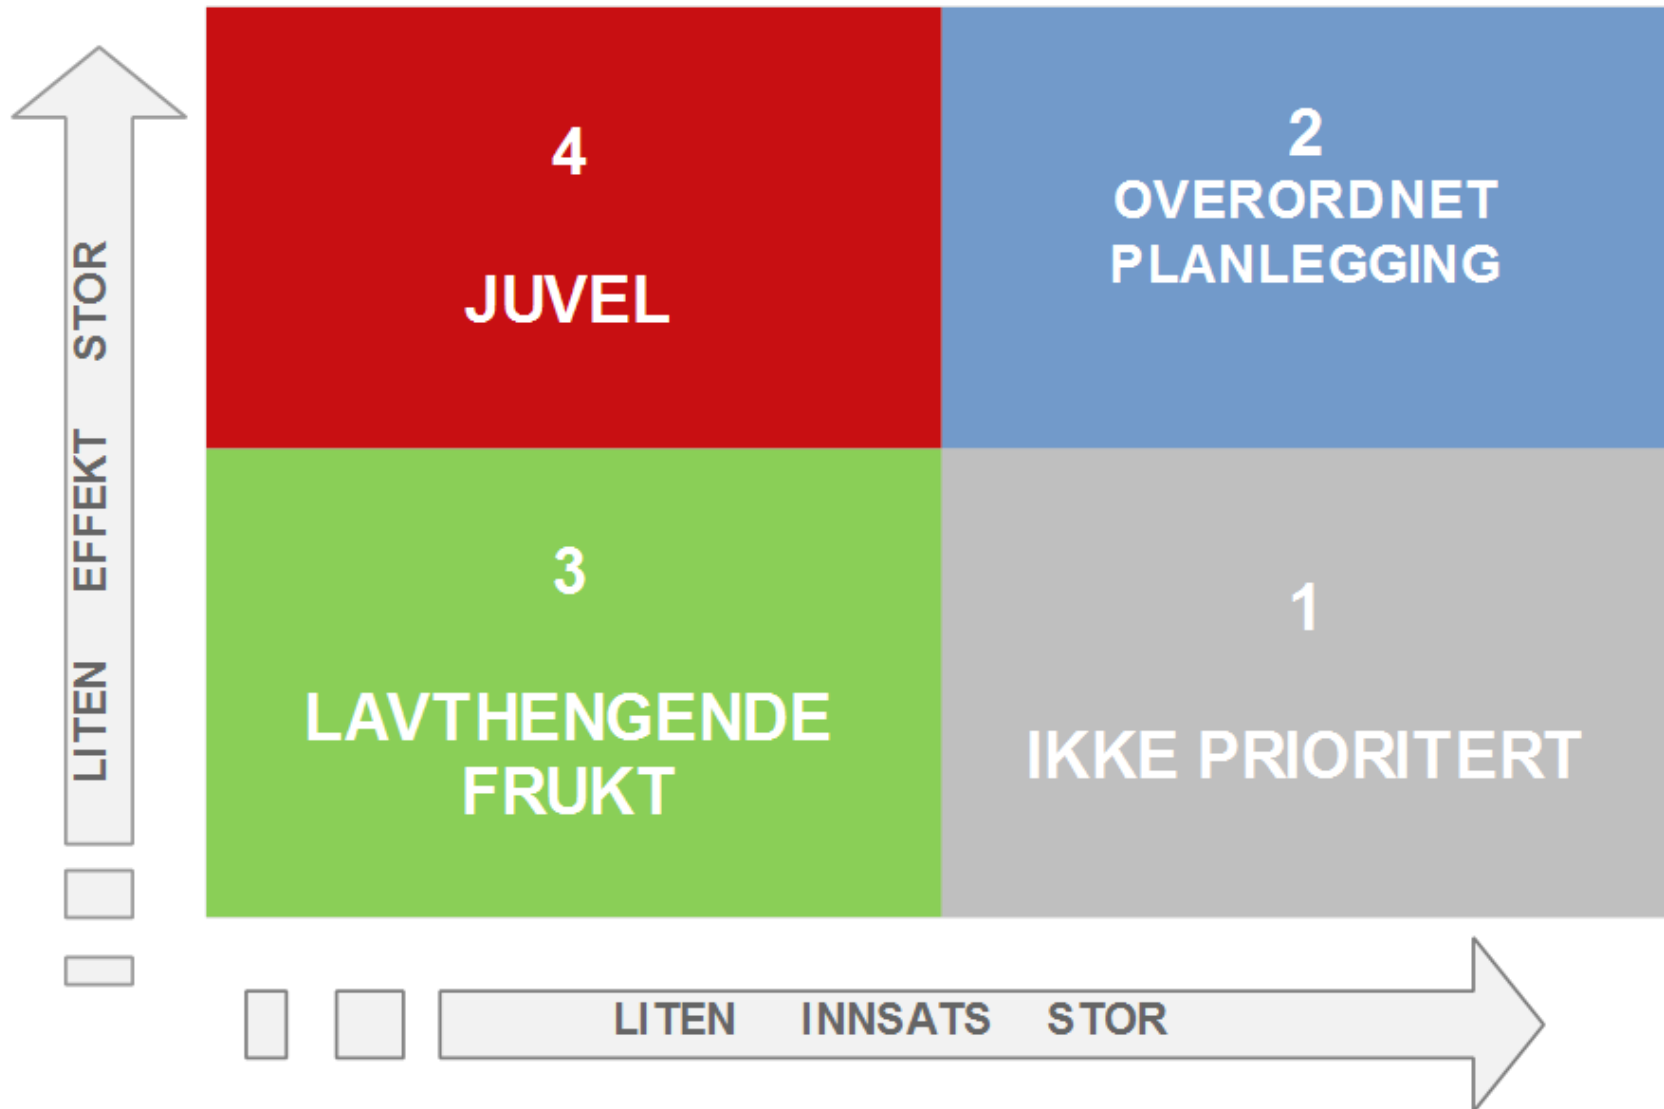 4
JUVEL
2
OVERORDNET
PLANLEGGING
3
LAVTHENGENDE
FRUKT
1
IKKE PRIORITERT
LITEN EFFEKT STOR
LITEN INNSATS STOR